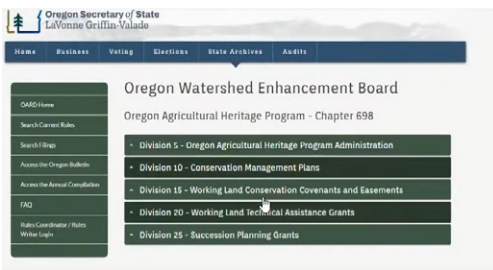 Oregon Secretary of State
LaVonne Griffin-Valade
Home Business Voting Elections State Archives Audits
Oregon Watershed Enhancement Board
Oregon Agricultural Heritage Program - Chapter 698
OARD Home
Search Current Rules
Search Filings
Access the Oregon Bulletin
Access the Annual Compilation
FAQ
Rules Coordinator / Rules
Writer Login
Division 5 - Oregon Agricultural Heritage Program Administration
Division 10 - Conservation Management Plans
Division 15 - Working Land Conservation Covenants and Easements
Division 20 - Working Land Technical Assistance Grants
Division 25 - Succession Planning Grants